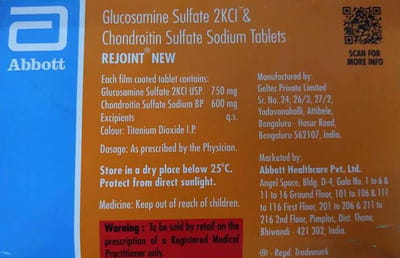 Abbott
Glucosamine Sulfate 2KCl & 
Chondroitin Sulfate Sodium Tablets
REJOINT® NEW
SCAN FOR
MORE INFO
Each film coated tablet contains:
Glucosamine Sulfate 2KCl USP 750 mg
Chondroitin Sulfate Sodium BP 600 mg
Excipients q.s.
Colour: Titanium Dioxide I.P.
Dosage: As prescribed by the Physician.
Store in a dry place below 25°C.
Protect from direct sunlight.
Medicine: Keep out of reach of children.
Warning : To be sold by retail on the
prescription of a Registered Medical
Practitioner only.
Manufactured by:
Geltec Private Limited
Sr. No. 24, 26/3, 27/2,
Yadavanahalli, Attibele,
Bengaluru - Hosur Road,
Bengaluru 562107, India.
Marketed by:
Abbott Healthcare Pvt. Ltd.
Angel Space, Bldg. D-4, Gala No. 1 to 6
& 11 to 16 Ground Floor, 101 to 106 & 111
to 116 First Floor, 201 to 206 & 211 to
216 2nd Floor, Pimplas, Dist. Thane,
Bhiwandi - 421 302, India.
® - Regd. Trademark